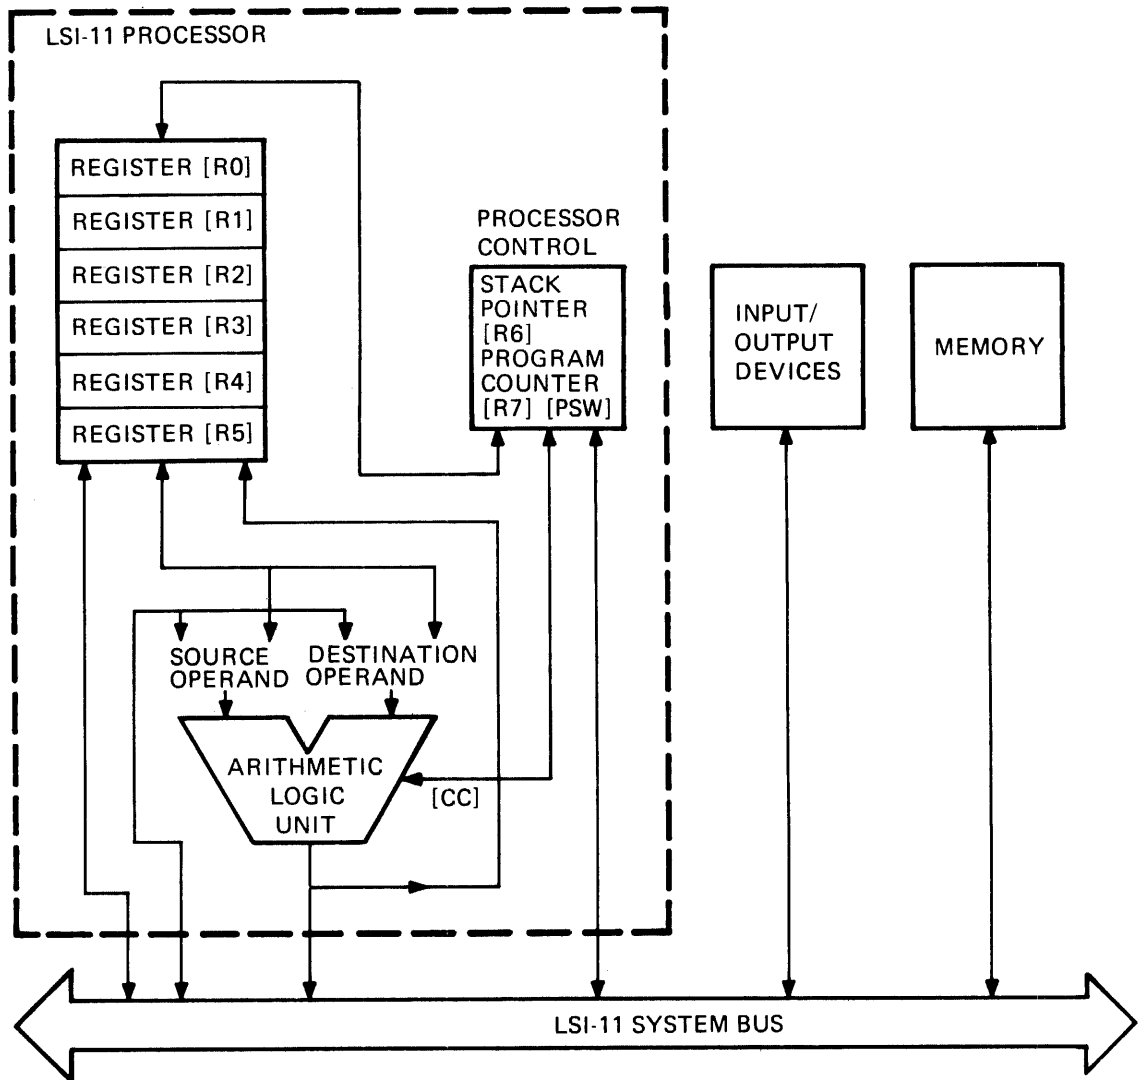 LSI-11 PROCESSOR
REGISTER [R0]
REGISTER [R1]
REGISTER [R2]
REGISTER [R3]
REGISTER [R4]
REGISTER [R5]
PROCESSOR
CONTROL
STACK
POINTER
[R6]
PROGRAM
COUNTER
[R7] [PSW]
INPUT/
OUTPUT
DEVICES
MEMORY
SOURCE
OPERAND
DESTINATION
OPERAND
ARITHMETIC
LOGIC
UNIT
[CC]
LSI-11 SYSTEM BUS